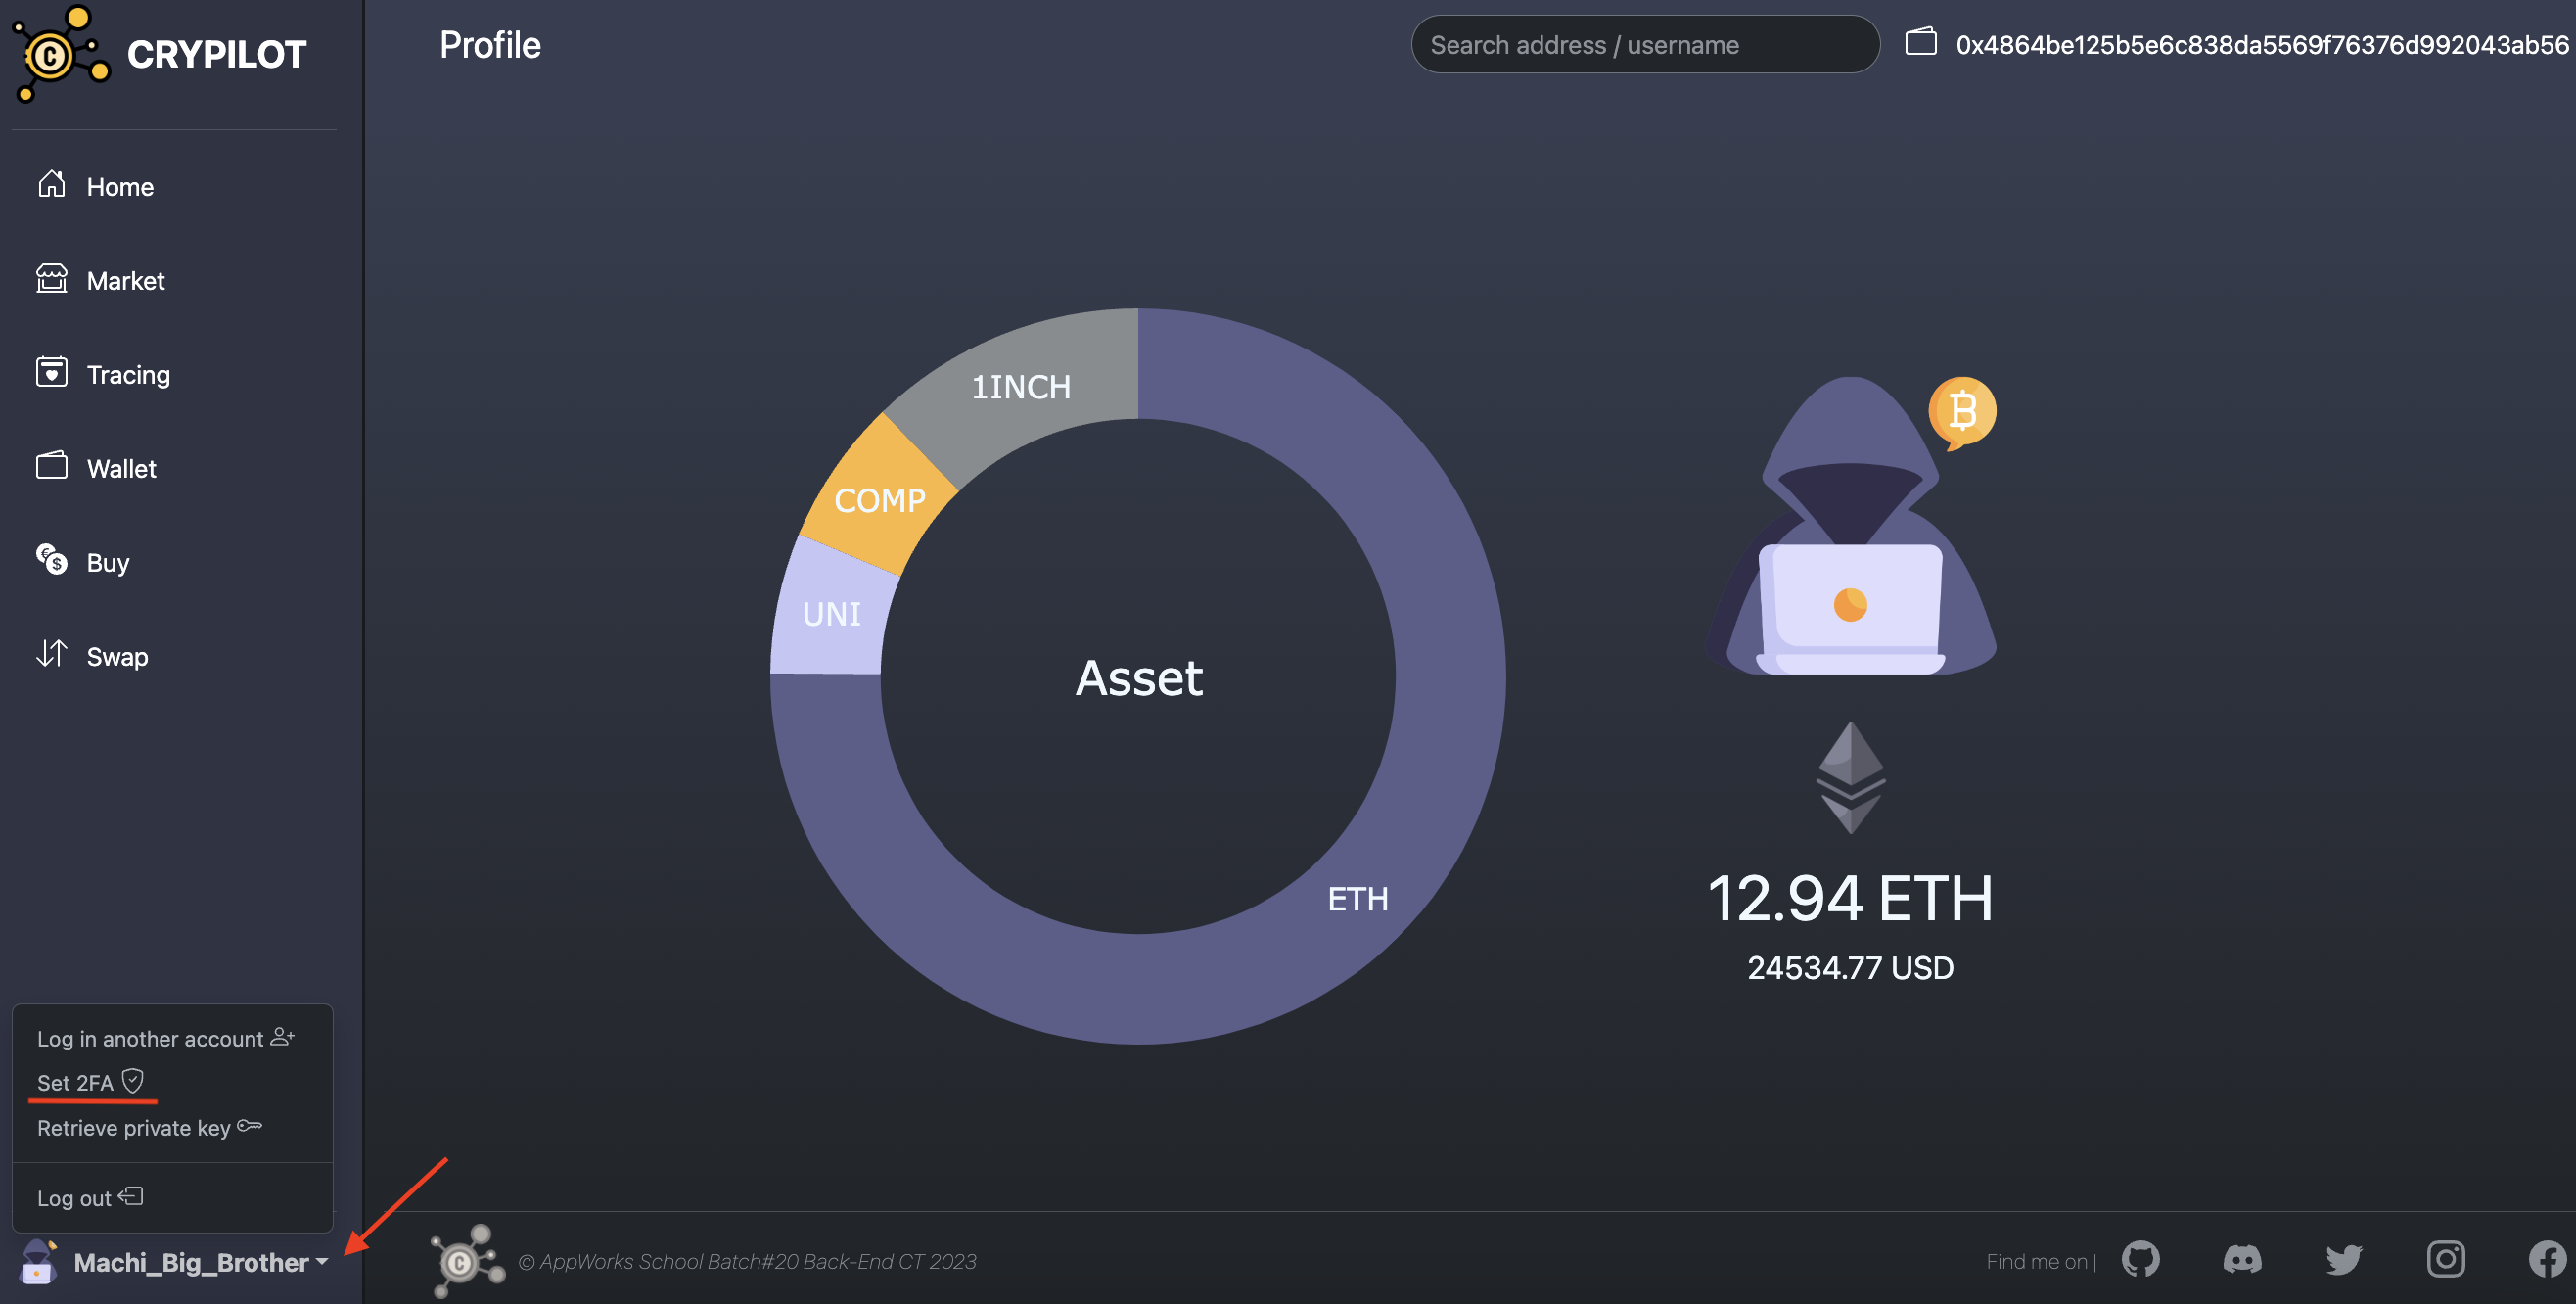 CRYPILOT
Profile
Search address / username
0x4864be125b5e6c838da5569f76376d992043ab56
Home
Market
Tracing
Wallet
Buy
Swap
1INCH
COMP
UNI
Asset
ETH
12.94 ETH
24534.77 USD
Log in another account
Set 2FA
Retrieve private key
Log out
Machi_Big_Brother
© AppWorks School Batch#20 Back-End CT 2023
Find me on |